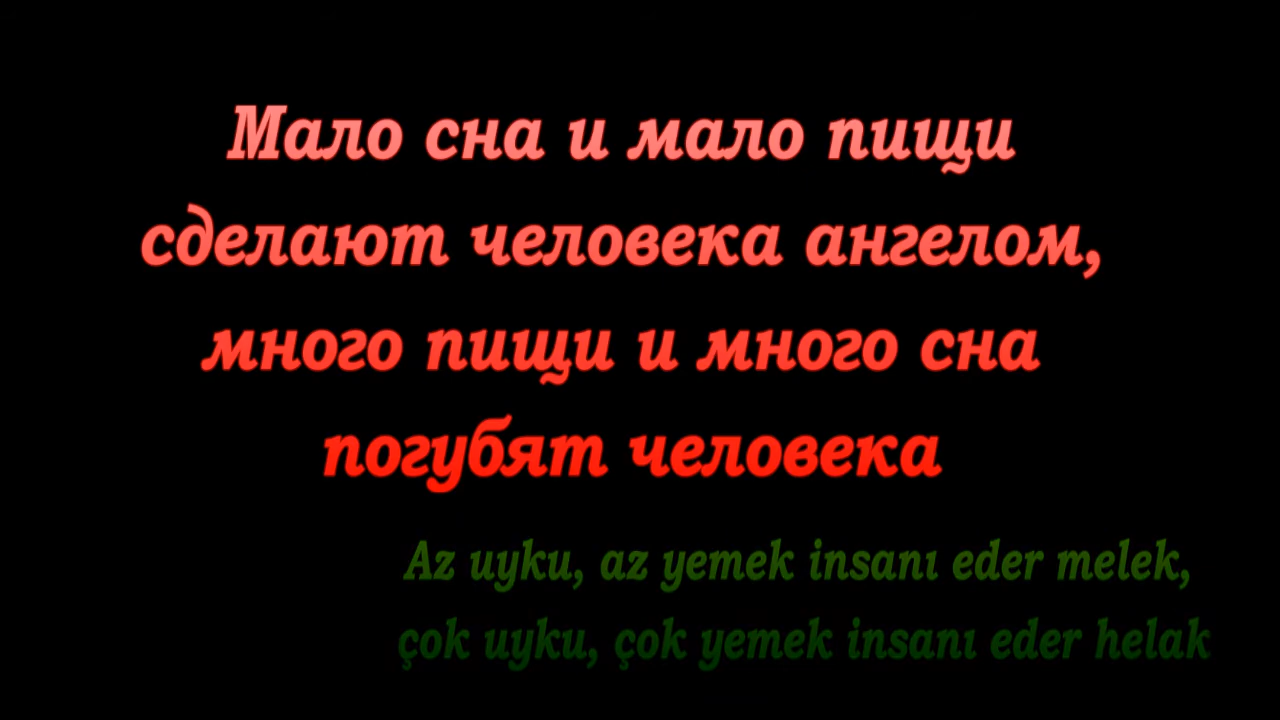 Мало сна и мало пищи
сделают человека ангелом,
много пищи и много сна
погубят человека
Az uyku, az yemek insanı eder melek,
çok uyku, çok yemek insanı eder helak